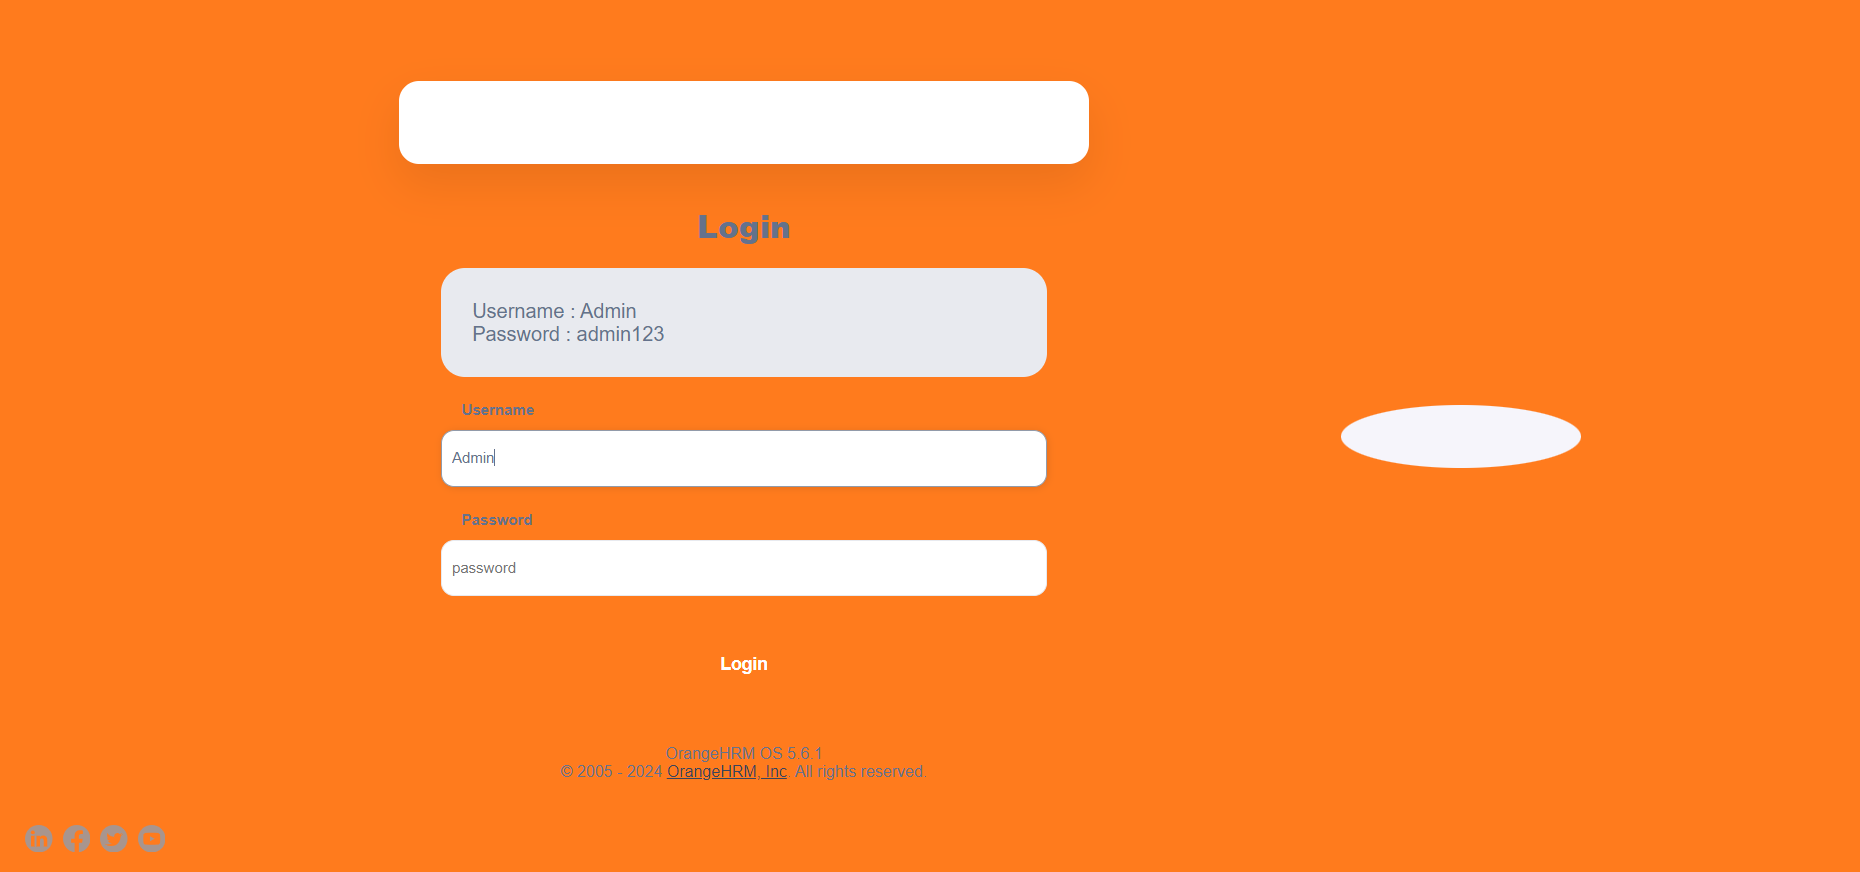 Login
Username : Admin
Password : admin123
Username
Admin
Password
password
Login
OrangeHRM OS 5.6.1
© 2005 - 2024 OrangeHRM, Inc. All rights reserved.